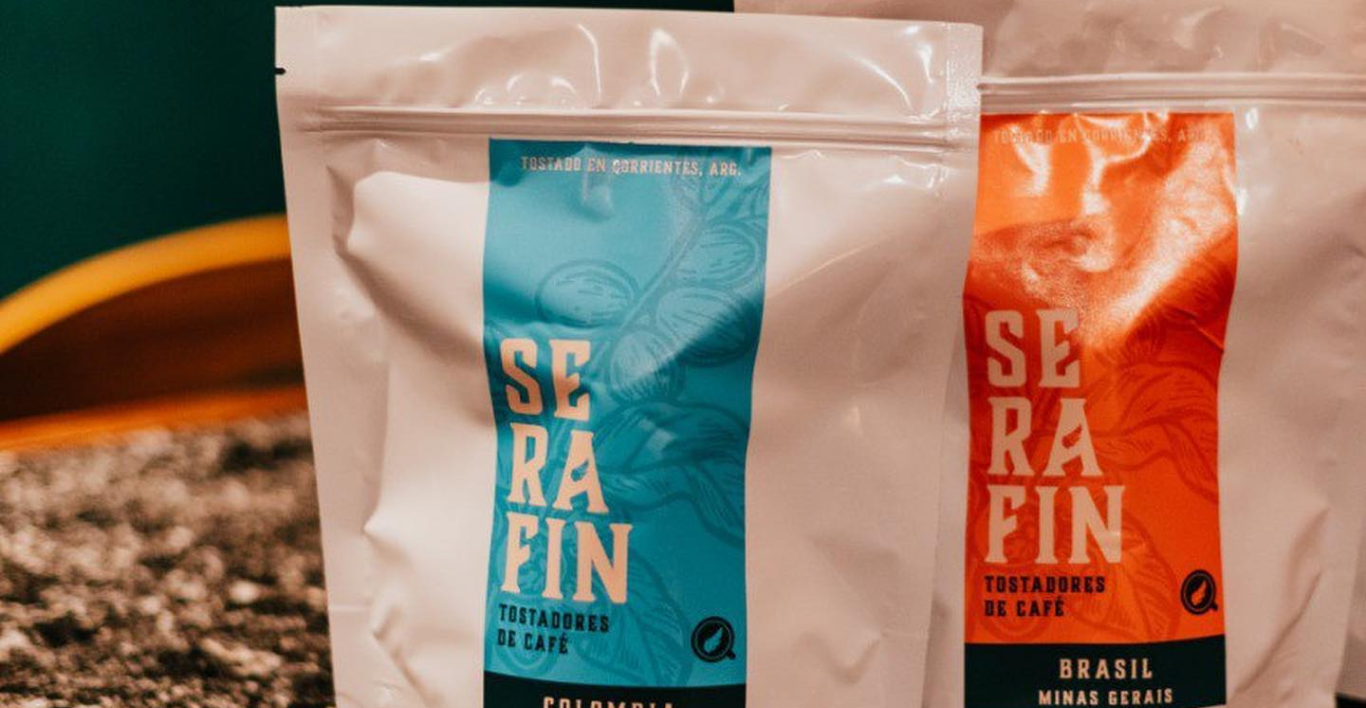 TOSTADO EN CORRIENTES, ARG.
SE
RA
FIN
TOSTADORES
DE CAFÉ
COLOMBIA
TOSTADO EN CORRIENTES, ARG.
SE
RA
FIN
TOSTADORES
DE CAFÉ
BRASIL
MINAS GERAIS